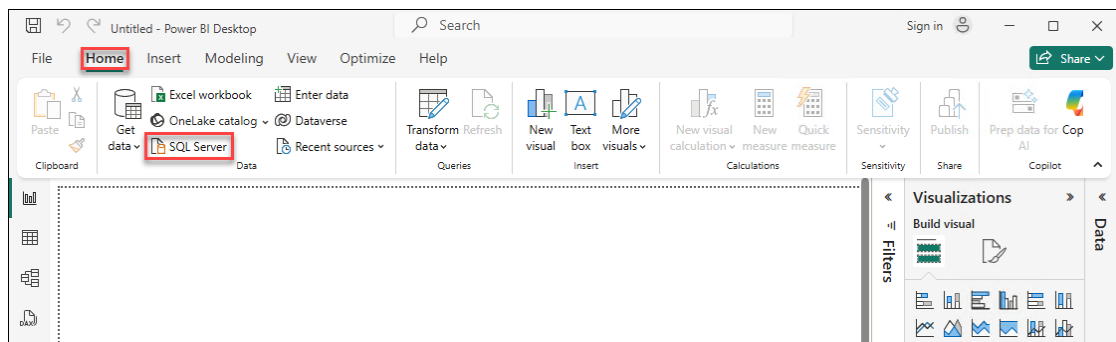 Untitled - Power BI Desktop
Search
Sign in
File Home Insert Modeling View Optimize Help
Share
Paste
Clipboard
Get data
Excel workbook
OneLake catalog
SQL Server
Enter data
Dataverse
Recent sources
Data
Transform data
Refresh
Queries
New visual
A
Text box
More visuals
Insert
fx
New visual calculation
New measure
Quick measure
Calculations
Sensitivity
Sensitivity
Publish
Share
Prep data for AI
Cop
Copilot
DAX
Filters
Visualizations
Build visual
Data